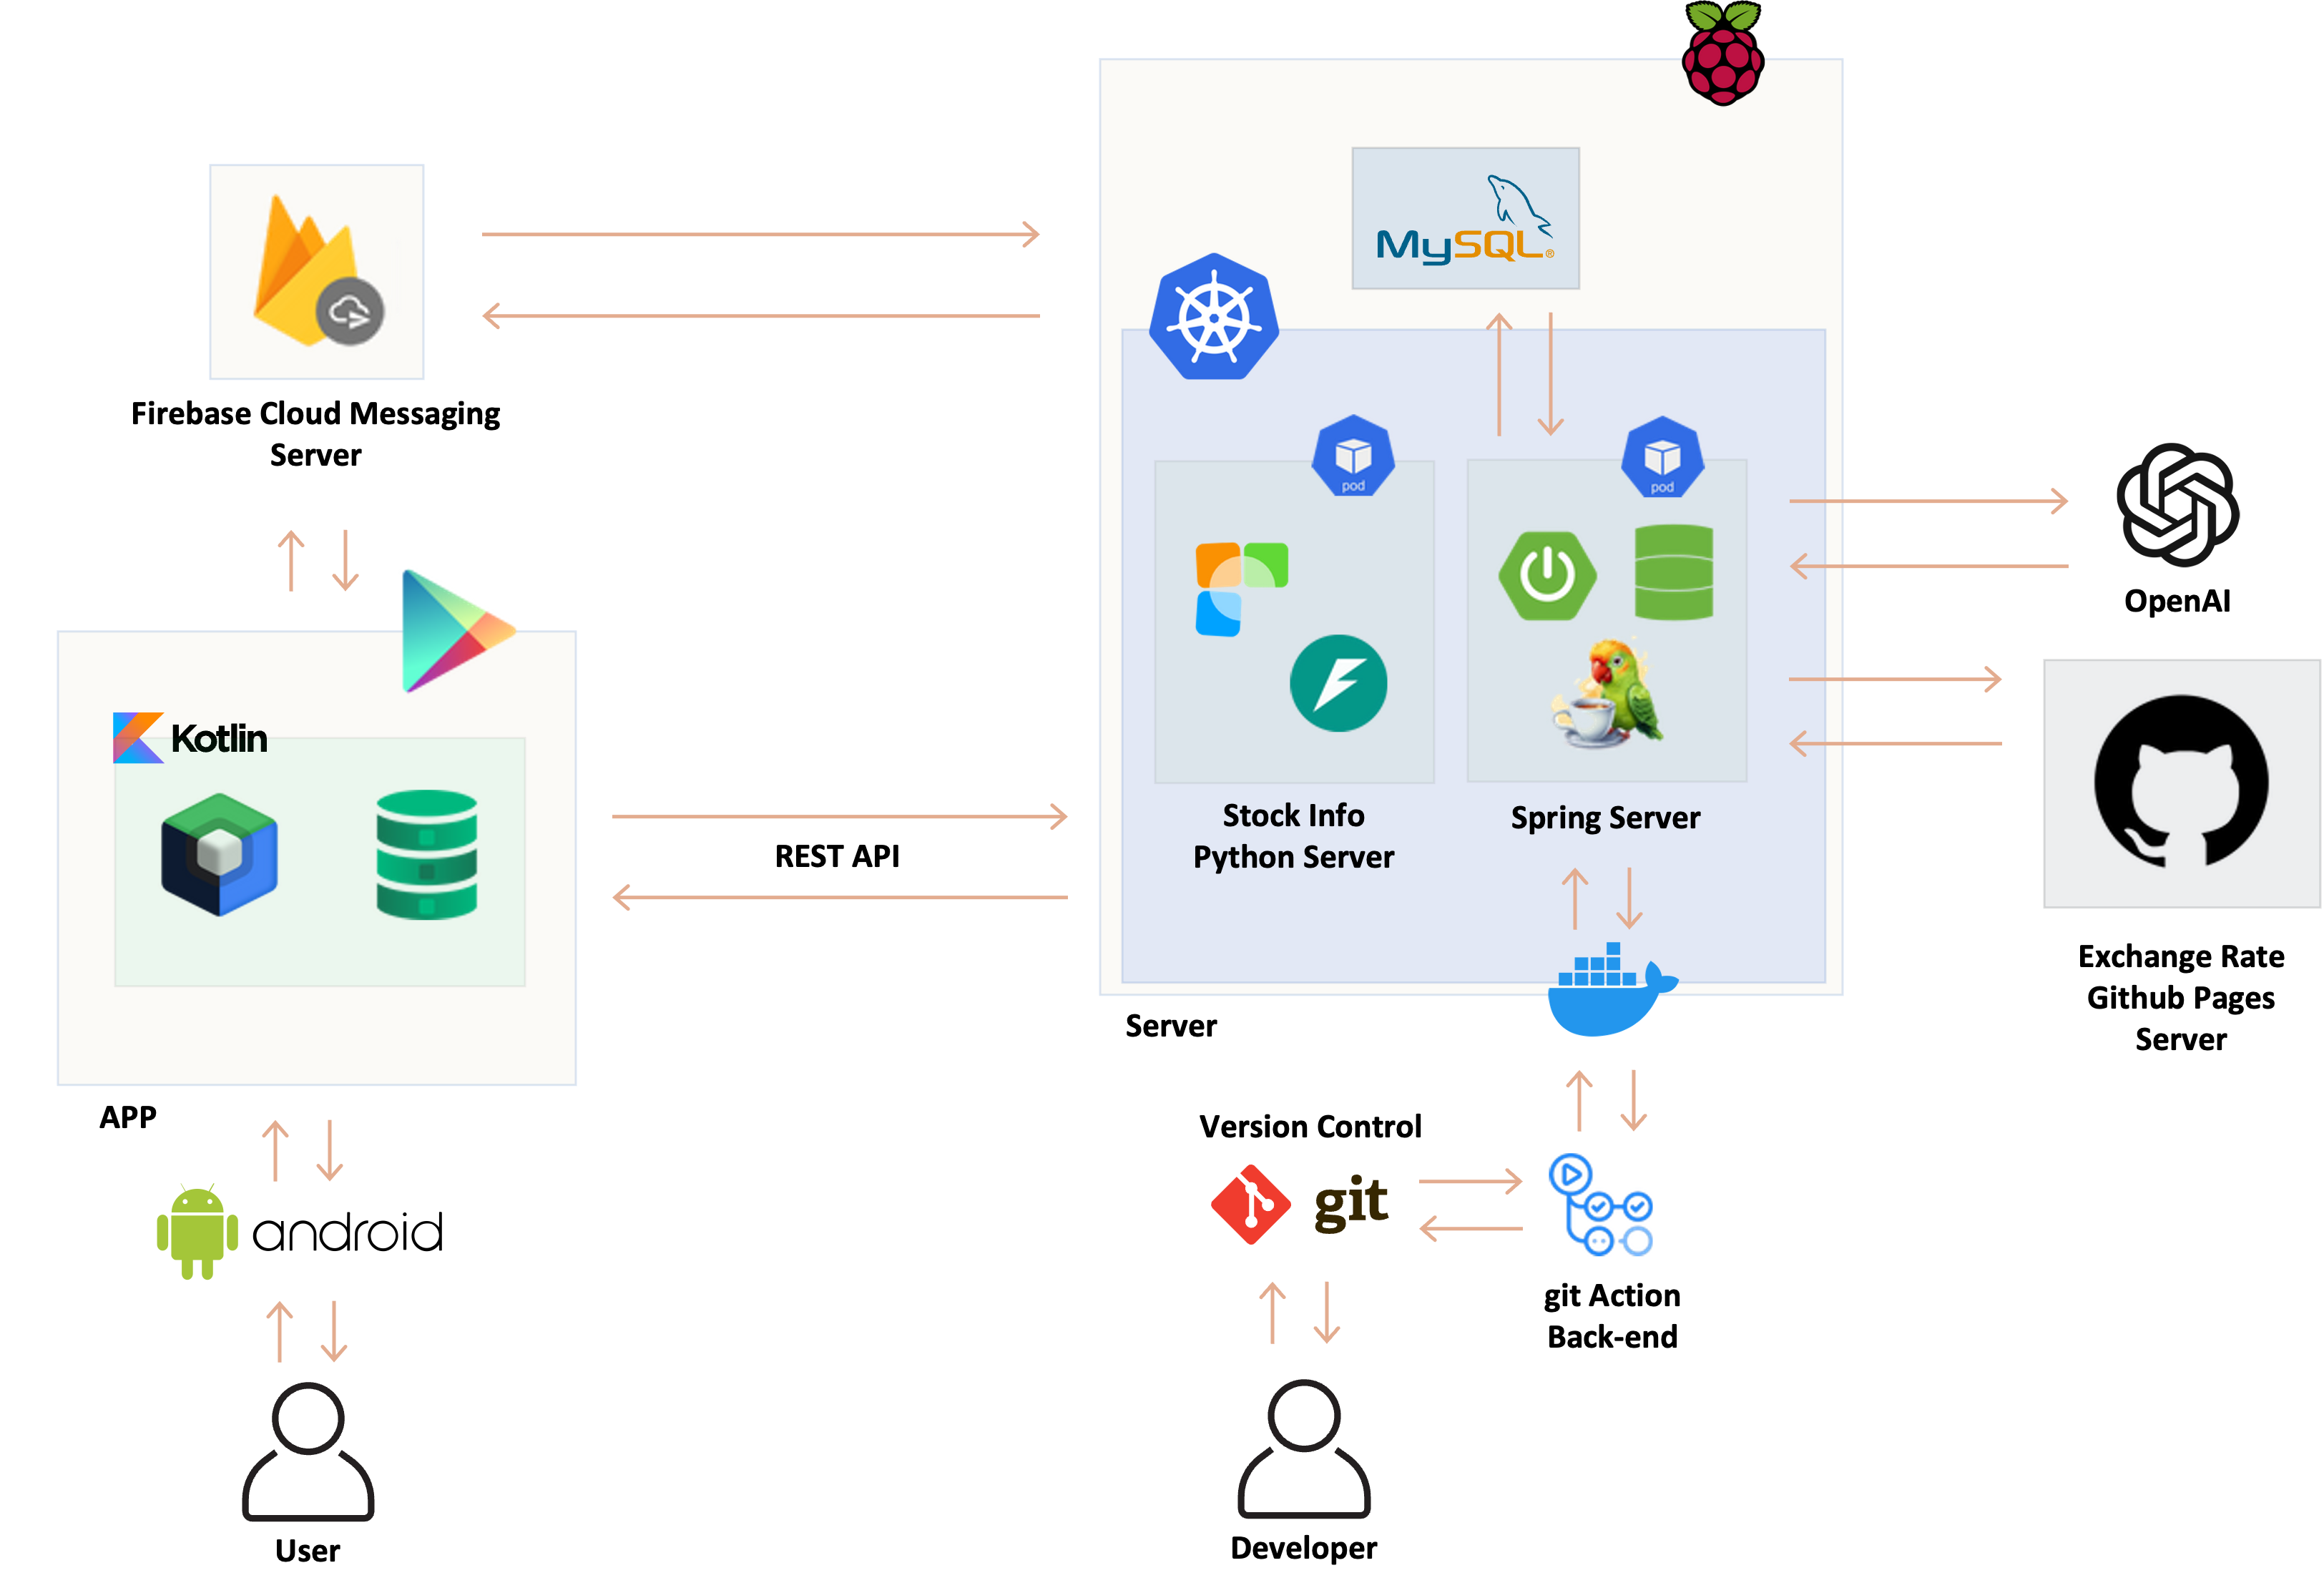 MySQL®
Firebase Cloud Messaging
Server
pod
pod
OpenAI
Kotlin
REST API
Stock Info
Python Server
Spring Server
Exchange Rate
Github Pages
Server
Server
APP
Version Control
git
android
git Action
Back-end
User
Developer